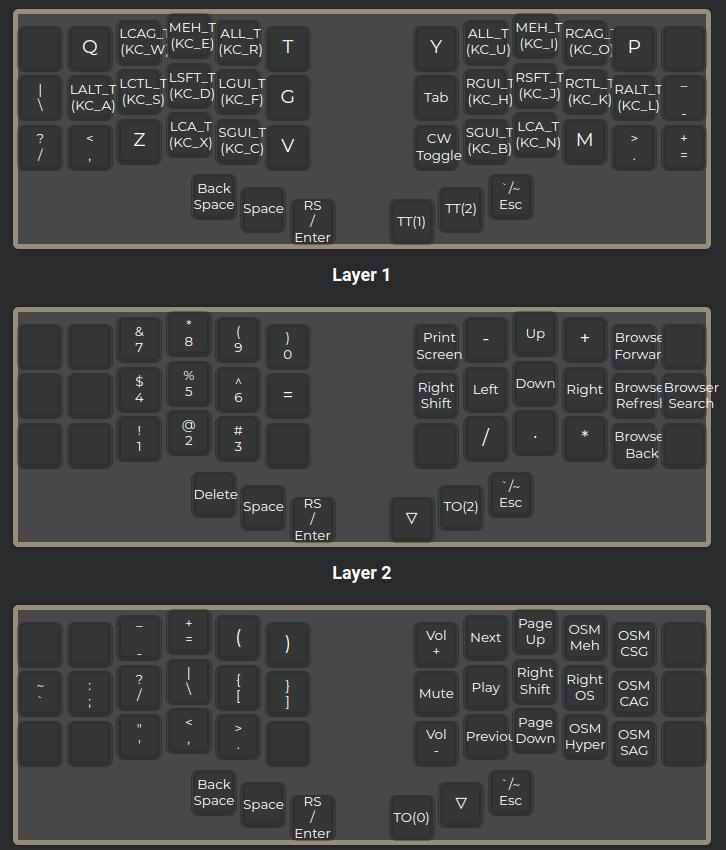 Q LCAG_T (KC_W) MEH_T (KC_E) ALL_T (KC_R) T Y ALL_T (KC_U) MEH_T (KC_I) RCAG_T (KC_O) P
| \ LALT_T (KC_A) LCTL_T (KC_S) LSFT_T (KC_D) LGUI_T (KC_F) G Tab RGUI_T (KC_H) RSFT_T (KC_J) RCTL_T (KC_K) RALT_T (KC_L) _ -
? / < , Z LCA_T (KC_X) SGUI_T (KC_C) V CW Toggle SGUI_T (KC_B) LCA_T (KC_N) M > . + =
Back Space Space RS / Enter TT(1) TT(2) `/~ Esc
Layer 1
& 7 * 8 ( 9 ) 0 Print Screen - Up + Browser Forward
$ 4 % 5 ^ 6 = Right Shift Left Down Right Browser Refresh Browser Search
! 1 @ 2 # 3 / . * Browser Back
Delete Space RS / Enter ▽ TO(2) `/~ Esc
Layer 2
_ - + = ( ) Vol + Next Page Up OSM Meh OSM CSG
~ ` : ; ? / | \ { [ } ] Mute Play Right Shift Right OS OSM CAG
" ' < , > . Vol - Previou Page Down OSM Hyper OSM SAG
Back Space Space RS / Enter TO(0) ▽ `/~ Esc